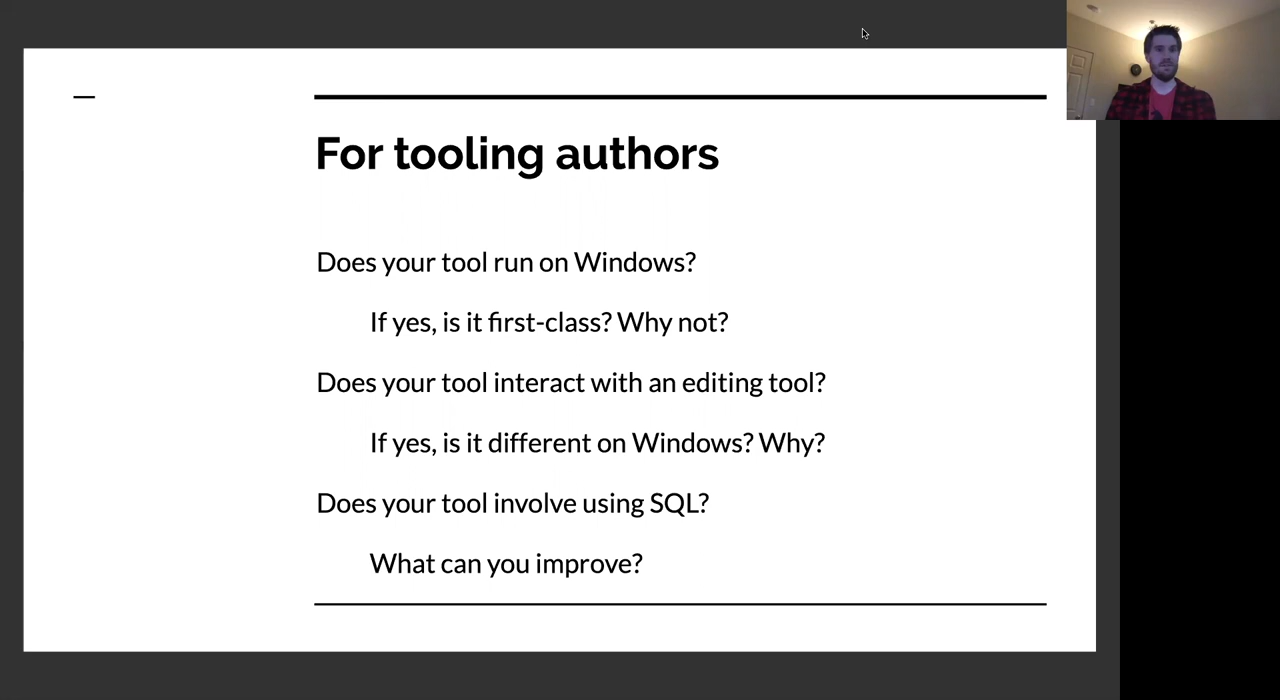 For tooling authors
Does your tool run on Windows?
If yes, is it first-class? Why not?
Does your tool interact with an editing tool?
If yes, is it different on Windows? Why?
Does your tool involve using SQL?
What can you improve?